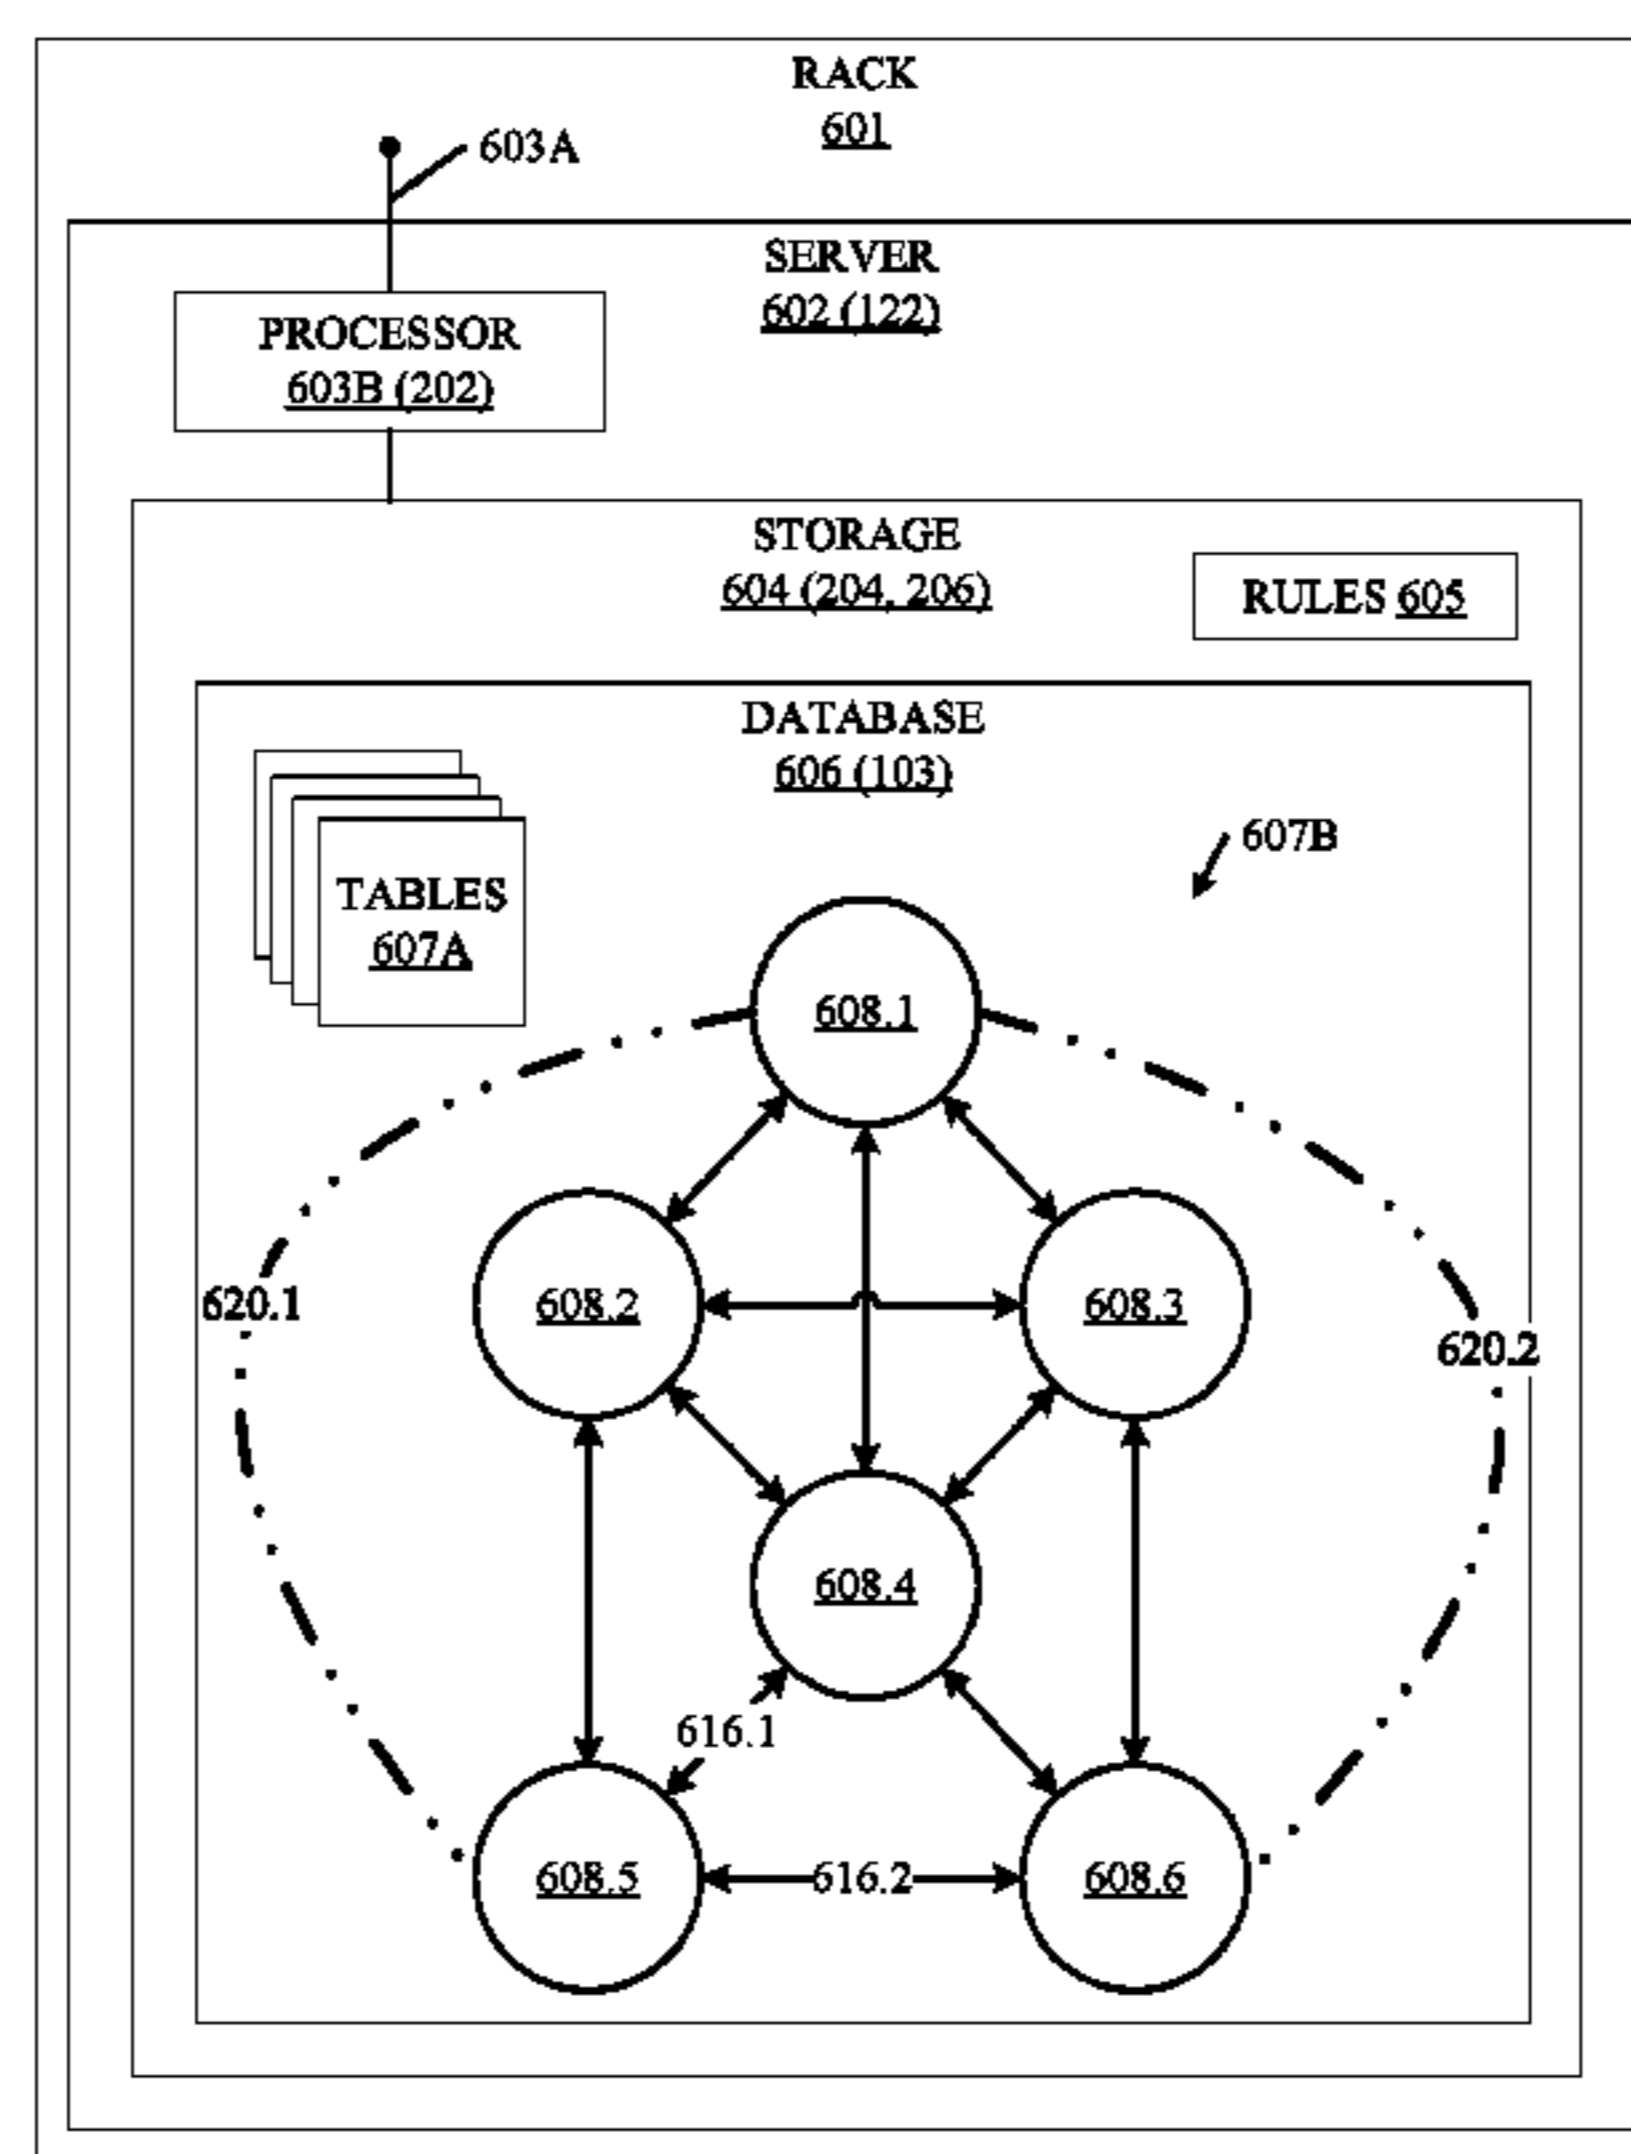 RACK
601
603A
SERVER
602 (122)
PROCESSOR
603B (202)
STORAGE
604 (204, 206)
RULES 605
DATABASE
606 (103)
607B
TABLES
607A
608.1
620.1
608.2
608.3
620.2
608.4
616.1
608.5
616.2
608.6